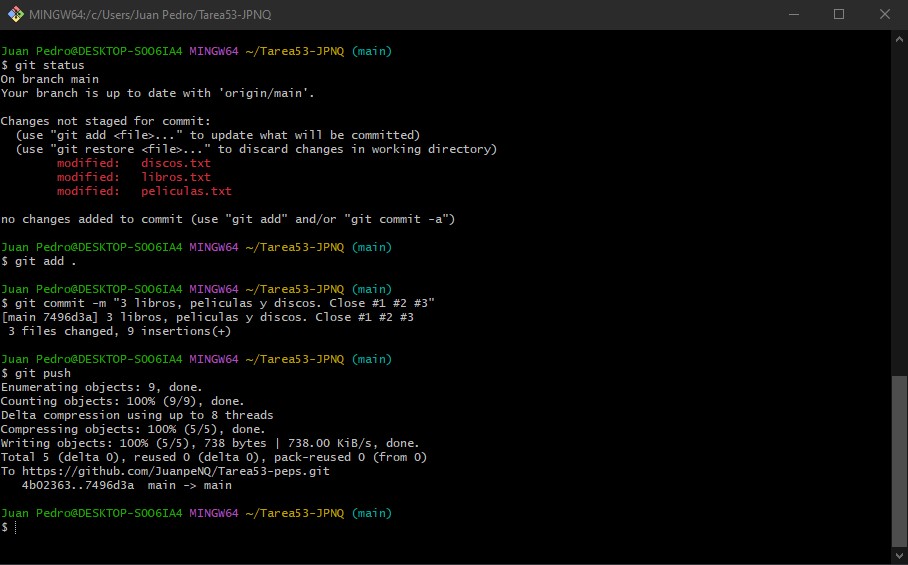 MINGW64:/c/Users/Juan Pedro/Tarea53-JPNQ
Juan Pedro@DESKTOP-SOO6IA4 MINGW64 ~/Tarea53-JPNQ (main)
$ git status
On branch main
Your branch is up to date with 'origin/main'.
Changes not staged for commit:
  (use "git add <file>..." to update what will be committed)
  (use "git restore <file>..." to discard changes in working directory)
        modified:   discos.txt
        modified:   libros.txt
        modified:   peliculas.txt
no changes added to commit (use "git add" and/or "git commit -a")
Juan Pedro@DESKTOP-SOO6IA4 MINGW64 ~/Tarea53-JPNQ (main)
$ git add .
Juan Pedro@DESKTOP-SOO6IA4 MINGW64 ~/Tarea53-JPNQ (main)
$ git commit -m "3 libros, peliculas y discos. Close #1 #2 #3"
[main 7496d3a] 3 libros, peliculas y discos. Close #1 #2 #3
 3 files changed, 9 insertions(+)
Juan Pedro@DESKTOP-SOO6IA4 MINGW64 ~/Tarea53-JPNQ (main)
$ git push
Enumerating objects: 9, done.
Counting objects: 100% (9/9), done.
Delta compression using up to 8 threads
Compressing objects: 100% (5/5), done.
Writing objects: 100% (5/5), 738 bytes | 738.00 KiB/s, done.
Total 5 (delta 0), reused 0 (delta 0), pack-reused 0 (from 0)
To https://github.com/JuanpeNQ/Tarea53-peps.git
   4b02363..7496d3a  main -> main
Juan Pedro@DESKTOP-SOO6IA4 MINGW64 ~/Tarea53-JPNQ (main)
$